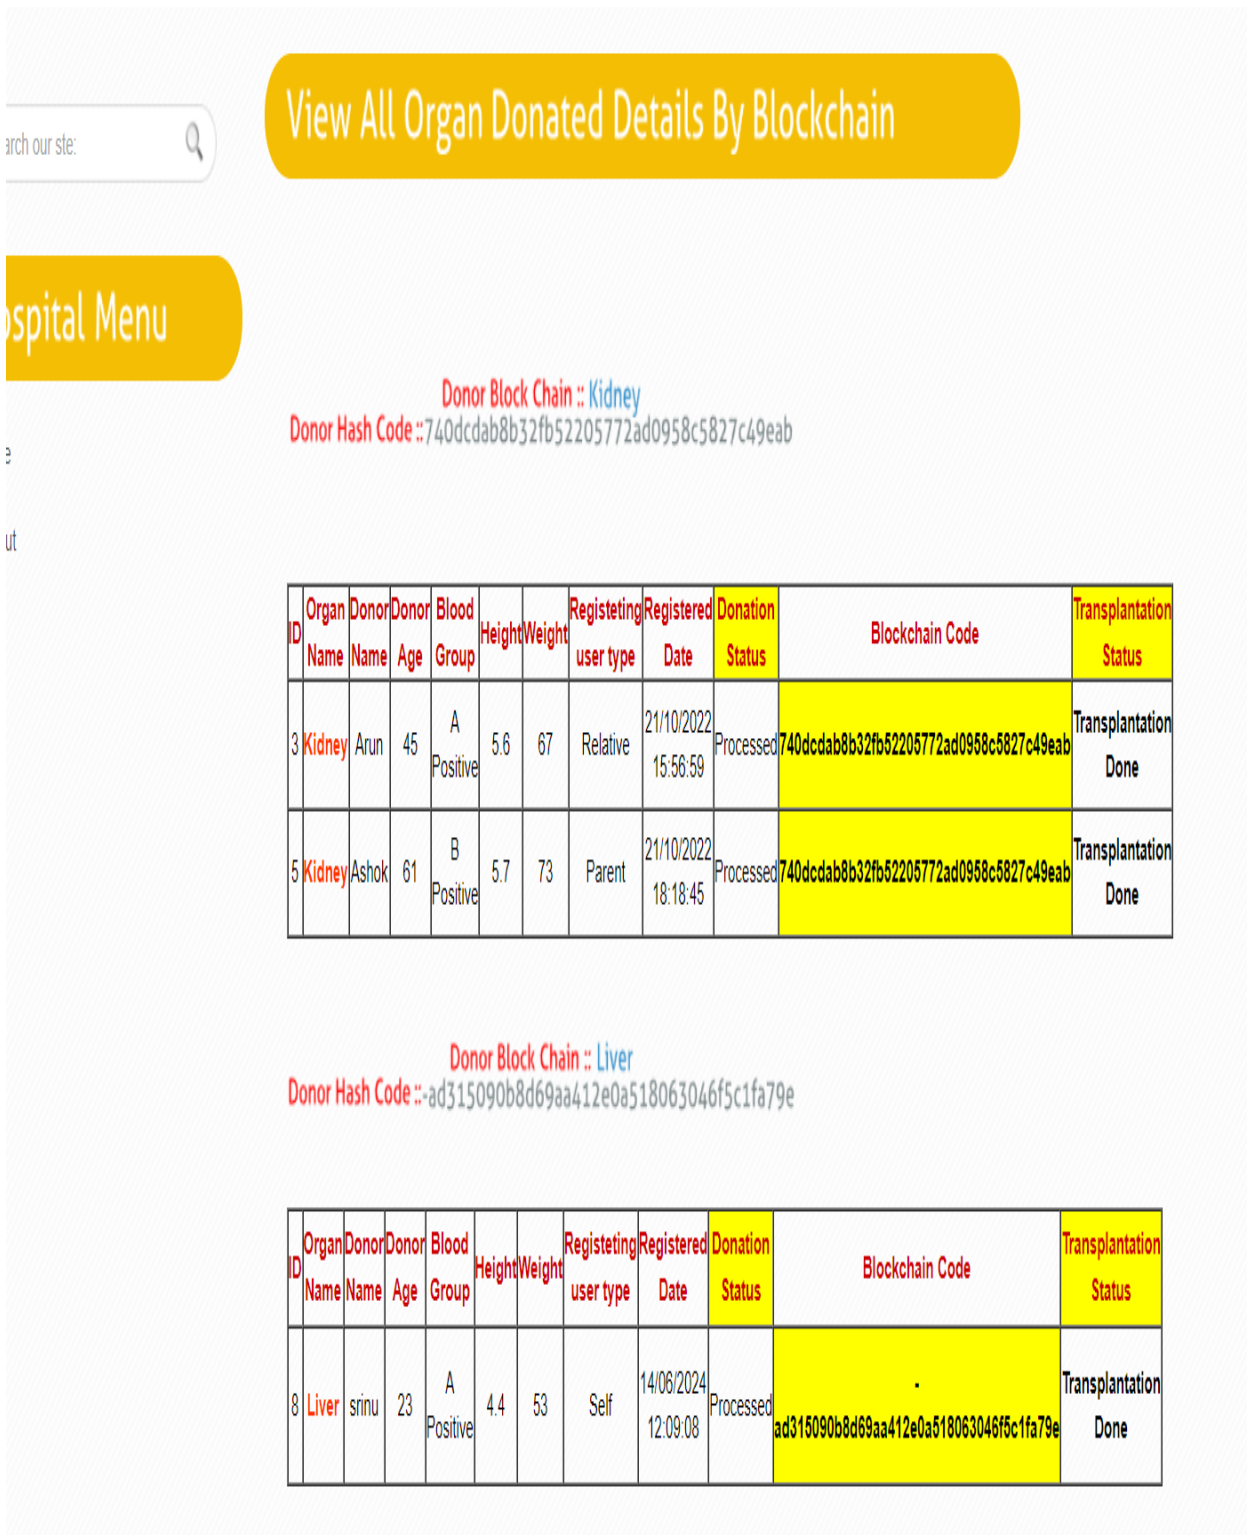 View All Organ Donated Details By Blockchain
arch our ste:
ospital Menu
e
ut
Donor Block Chain :: Kidney
Donor Hash Code ::740dcdab8b32fb52205772ad0958c5827c49eab
ID Organ Name Donor Name Donor Age Blood Group Height Weight Registeting user type Registered Date Donation Status Blockchain Code Transplantation Status
3 Kidney Arun 45 A Positive 5.6 67 Relative 21/10/2022 15:56:59 Processed 740dcdab8b32fb52205772ad0958c5827c49eab Transplantation Done
5 Kidney Ashok 61 B Positive 5.7 73 Parent 21/10/2022 18:18:45 Processed 740dcdab8b32fb52205772ad0958c5827c49eab Transplantation Done
Donor Block Chain :: Liver
Donor Hash Code ::-ad315090b8d69aa412e0a518063046f5c1fa79e
ID Organ Name Donor Name Donor Age Blood Group Height Weight Registeting user type Registered Date Donation Status Blockchain Code Transplantation Status
8 Liver srinu 23 A Positive 4.4 53 Self 14/06/2024 12:09:08 Processed -ad315090b8d69aa412e0a518063046f5c1fa79e Transplantation Done